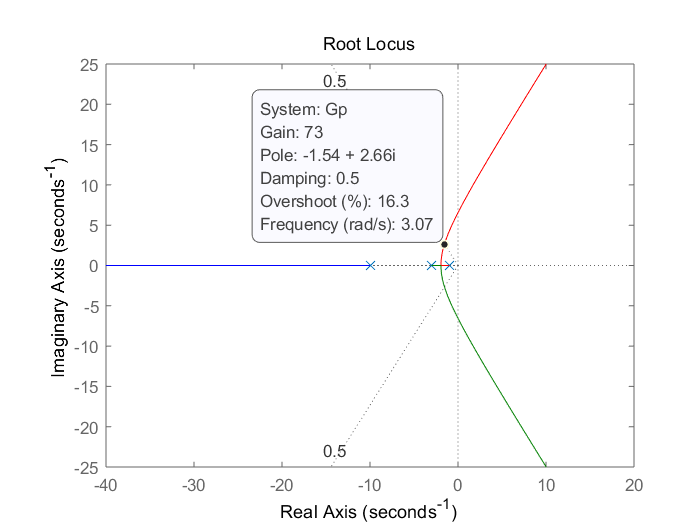 Root Locus
25
20
15
10
5
0
-5
-10
-15
-20
-25
Imaginary Axis (seconds⁻¹)
0.5
System: Gp
Gain: 73
Pole: -1.54 + 2.66i
Damping: 0.5
Overshoot (%): 16.3
Frequency (rad/s): 3.07
0.5
-40
-30
-20
-10
0
10
20
Real Axis (seconds⁻¹)